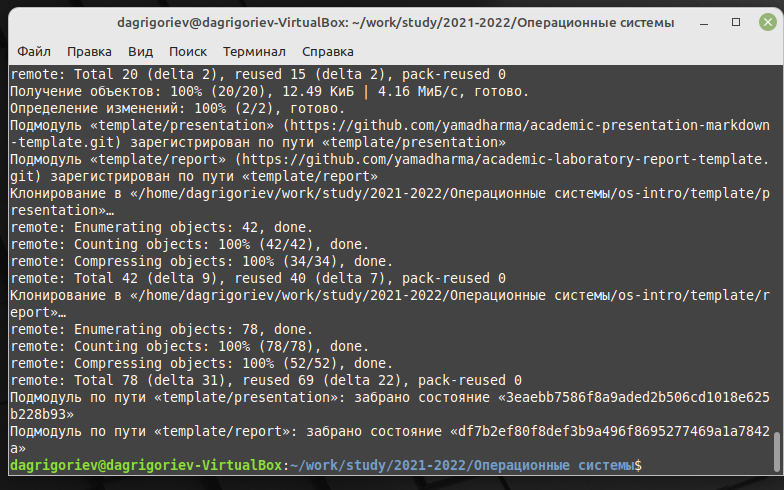 dagrigoriev@dagrigoriev-VirtualBox: ~/work/study/2021-2022/Операционные системы
Файл Правка Вид Поиск Терминал Справка
remote: Total 20 (delta 2), reused 15 (delta 2), pack-reused 0
Получение объектов: 100% (20/20), 12.49 КиБ | 4.16 МиБ/с, готово.
Определение изменений: 100% (2/2), готово.
Подмодуль «template/presentation» (https://github.com/yamadharma/academic-presentation-markdown
-template.git) зарегистрирован по пути «template/presentation»
Подмодуль «template/report» (https://github.com/yamadharma/academic-laboratory-report-template.
git) зарегистрирован по пути «template/report»
Клонирование в «/home/dagrigoriev/work/study/2021-2022/Операционные системы/os-intro/template/p
resentation»…
remote: Enumerating objects: 42, done.
remote: Counting objects: 100% (42/42), done.
remote: Compressing objects: 100% (34/34), done.
remote: Total 42 (delta 9), reused 40 (delta 7), pack-reused 0
Клонирование в «/home/dagrigoriev/work/study/2021-2022/Операционные системы/os-intro/template/r
eport»…
remote: Enumerating objects: 78, done.
remote: Counting objects: 100% (78/78), done.
remote: Compressing objects: 100% (52/52), done.
remote: Total 78 (delta 31), reused 69 (delta 22), pack-reused 0
Подмодуль по пути «template/presentation»: забрано состояние «3eaebb7586f8a9aded2b506cd1018e625
b228b93»
Подмодуль по пути «template/report»: забрано состояние «df7b2ef80f8def3b9a496f8695277469a1a7842
a»
dagrigoriev@dagrigoriev-VirtualBox:~/work/study/2021-2022/Операционные системы$